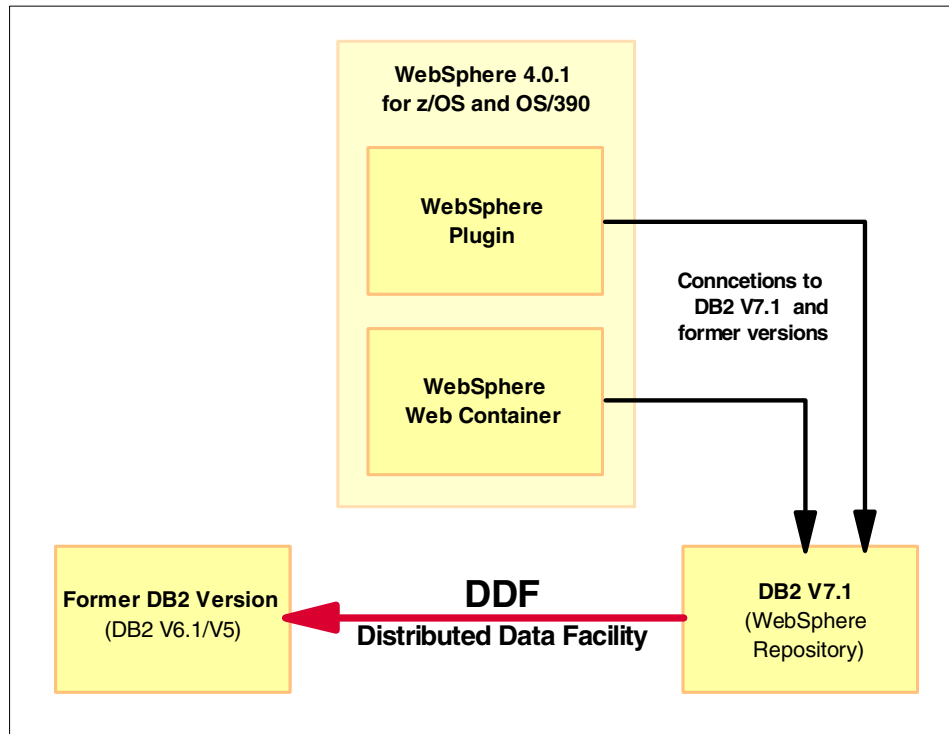 WebSphere 4.0.1
for z/OS and OS/390
WebSphere
Plugin
Conncetions to
DB2 V7.1 and
former versions
WebSphere
Web Container
Former DB2 Version
(DB2 V6.1/V5)
DDF
Distributed Data Facility
DB2 V7.1
(WebSphere
Repository)